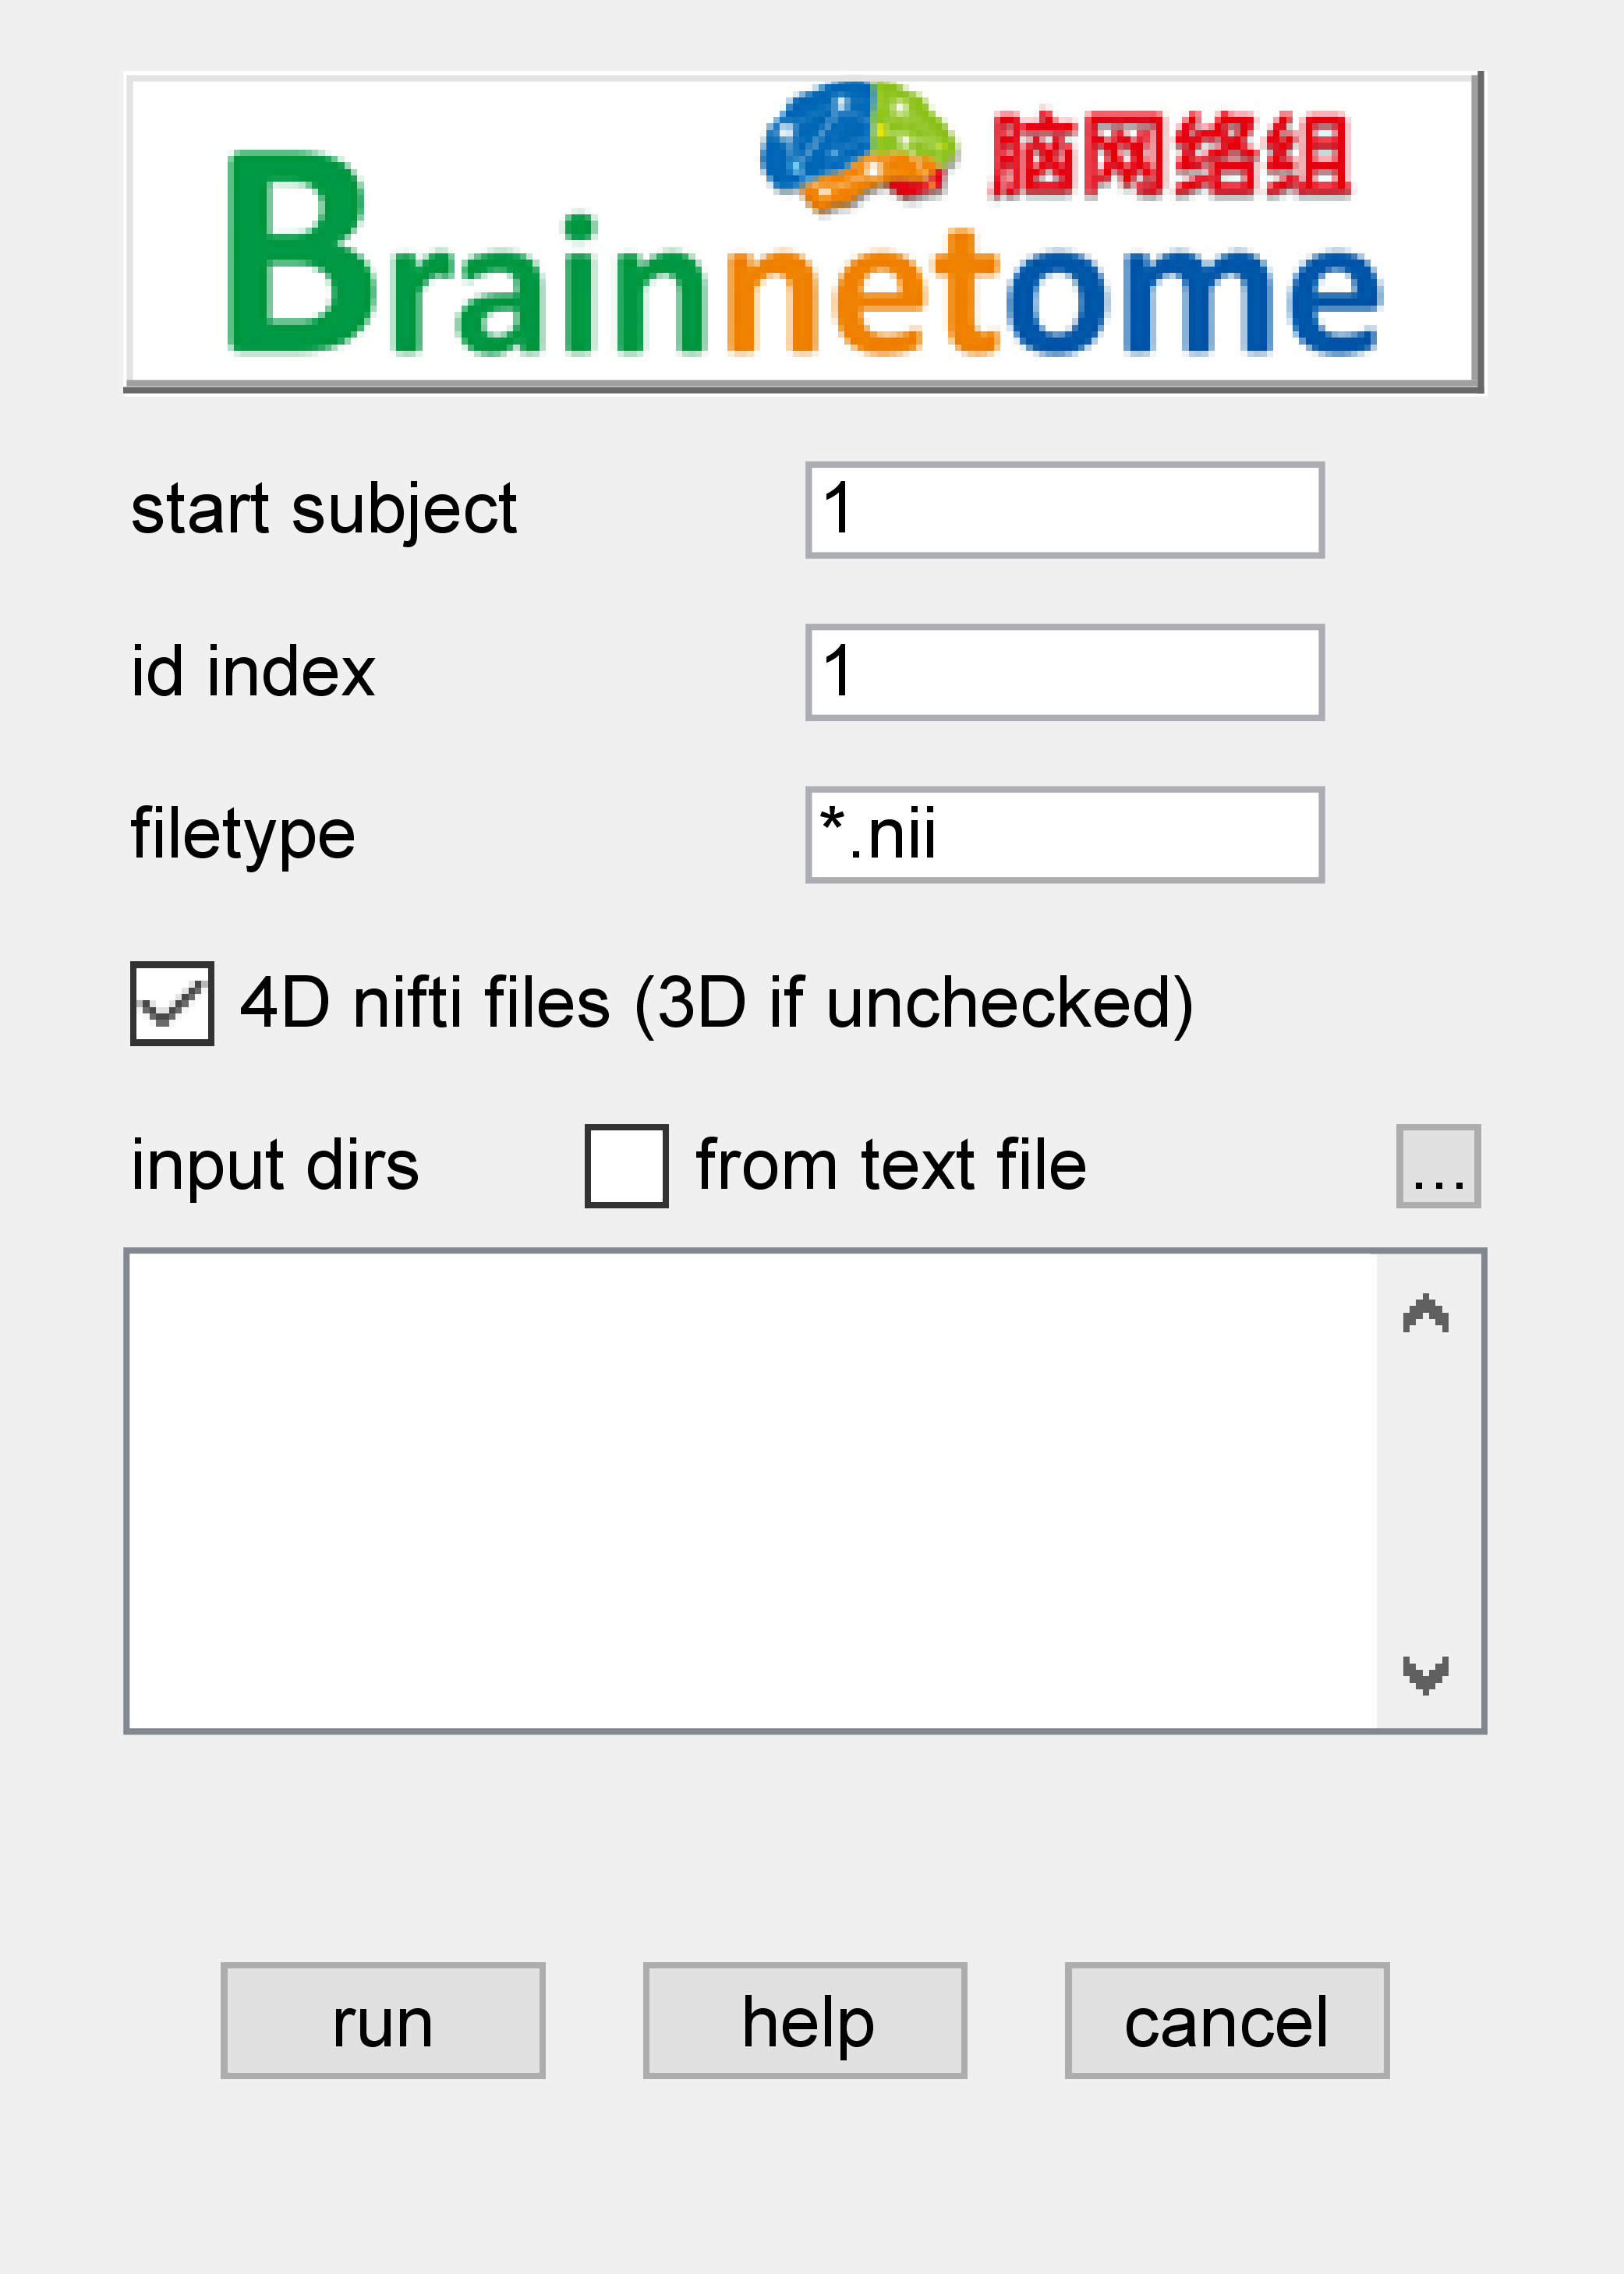 脑网络组
Brainnetome
start subject 1
id index 1
filetype *.nii
4D nifti files (3D if unchecked)
input dirs from text file ...
run help cancel